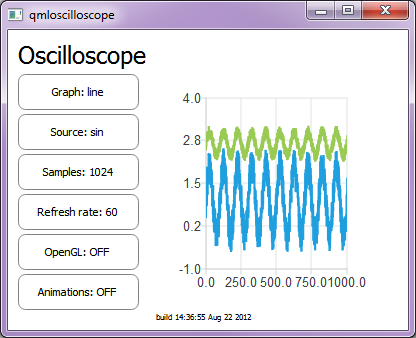 qmloscilloscope
Oscilloscope
Graph: line
Source: sin
Samples: 1024
Refresh rate: 60
OpenGL: OFF
Animations: OFF
4.0
2.8
1.5
0.2
-1.0
0.0 250.0 500.0 750.01000.0
build 14:36:55 Aug 22 2012